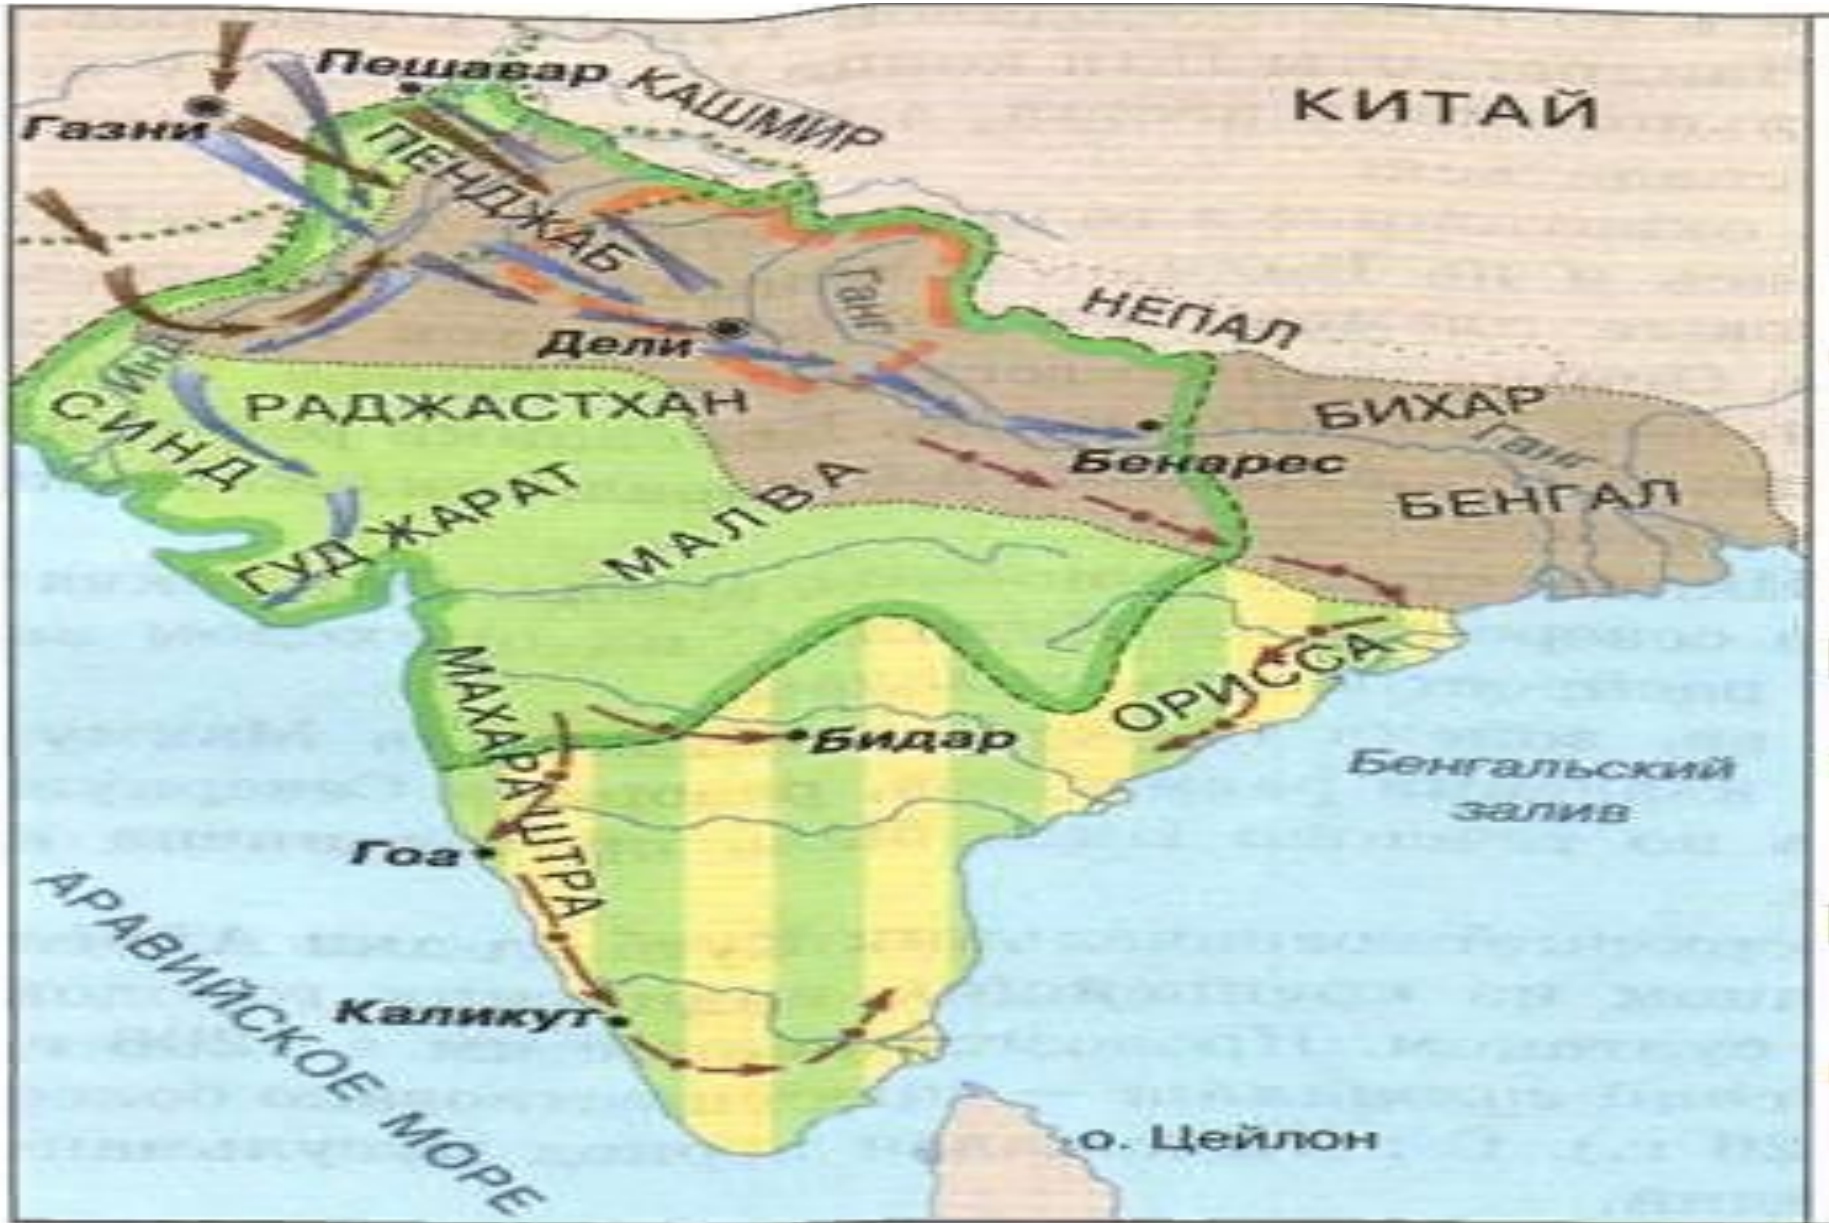 Пешавар
КАШМИР
КИТАЙ
Газни
ПЕНДЖАБ
Ганг
НЕПАЛ
Дели
Инд
СИНД
РАДЖАСТХАН
БИХАР
Ганг
Бенарес
БЕНГАЛ
ГУДЖАРАТ
МАЛВА
МАХАРАШТРА
ОРИССА
Бидар
Бенгальский
залив
Гоа
АРАВИЙСКОЕ МОРЕ
Каликут
о. Цейлон